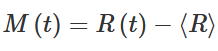 M (t) = R (t) − ⟨R⟩